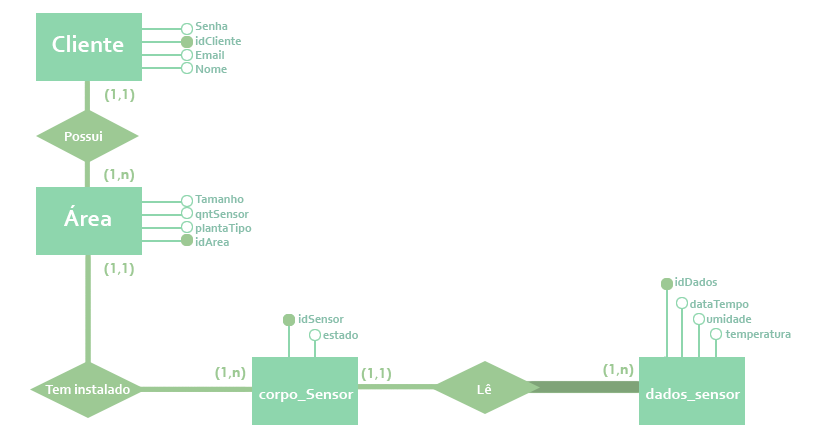 Cliente
Senha
idCliente
Email
Nome
(1,1)
Possui
(1,n)
Área
Tamanho
qntSensor
plantaTipo
idArea
(1,1)
idDados
dataTempo
umidade
temperatura
idSensor
estado
Tem instalado
(1,n)
corpo_Sensor
(1,1)
Lê
(1,n)
dados_sensor